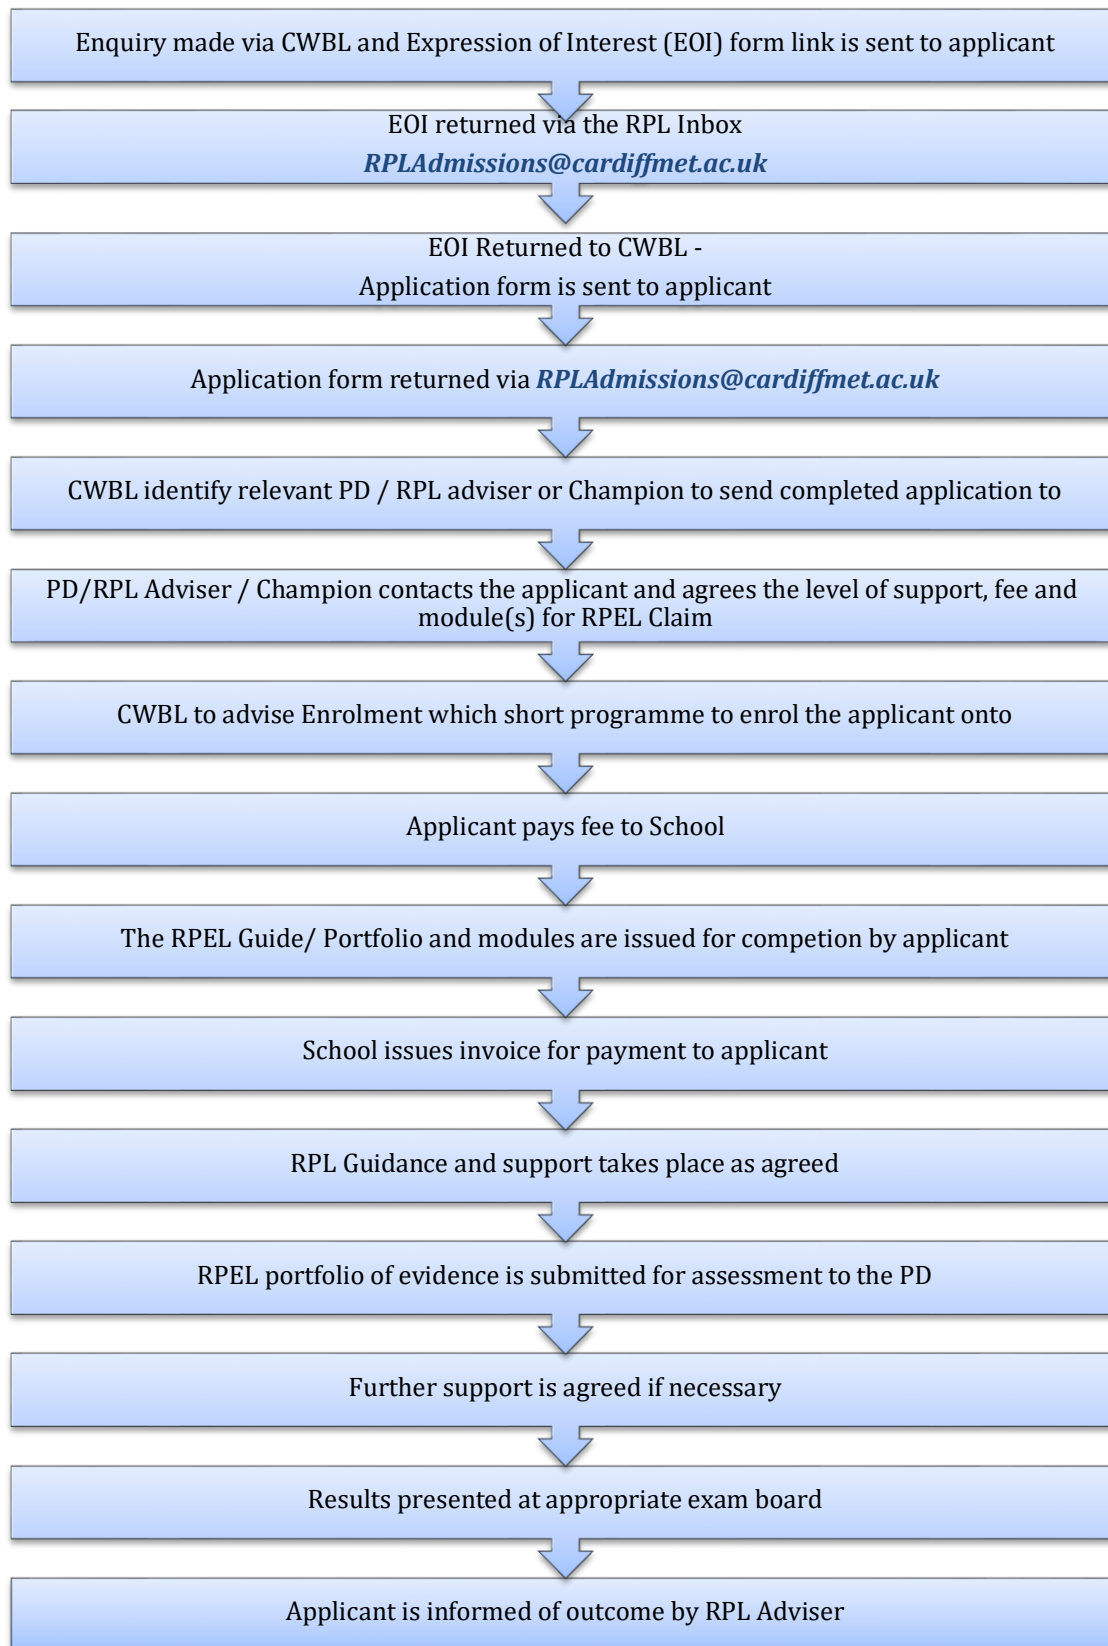 Enquiry made via CWBL and Expression of Interest (EOI) form link is sent to applicant
EOI returned via the RPL Inbox
RPLAdmissions@cardiffmet.ac.uk
EOI Returned to CWBL -
Application form is sent to applicant
Application form returned via RPLAdmissions@cardiffmet.ac.uk
CWBL identify relevant PD / RPL adviser or Champion to send completed application to
PD/RPL Adviser / Champion contacts the applicant and agrees the level of support, fee and
module(s) for RPEL Claim
CWBL to advise Enrolment which short programme to enrol the applicant onto
Applicant pays fee to School
The RPEL Guide/ Portfolio and modules are issued for competion by applicant
School issues invoice for payment to applicant
RPL Guidance and support takes place as agreed
RPEL portfolio of evidence is submitted for assessment to the PD
Further support is agreed if necessary
Results presented at appropriate exam board
Applicant is informed of outcome by RPL Adviser